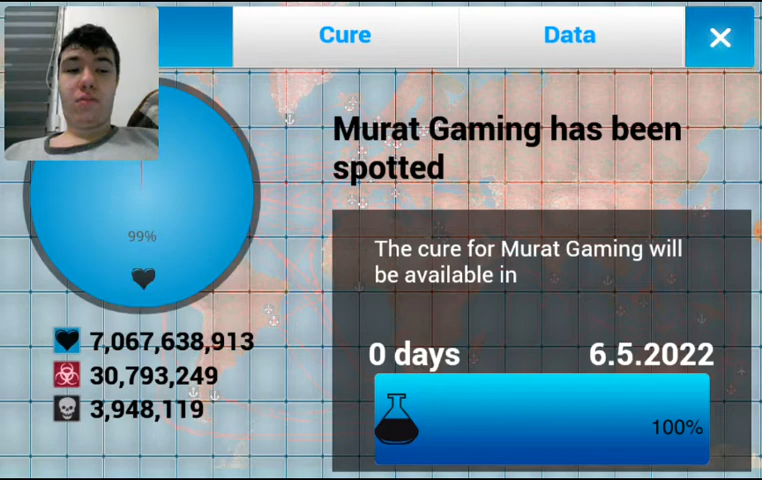 Cure
Data
Murat Gaming has been
spotted
99%
The cure for Murat Gaming will
be available in
0 days
6.5.2022
100%
7,067,638,913
30,793,249
3,948,119